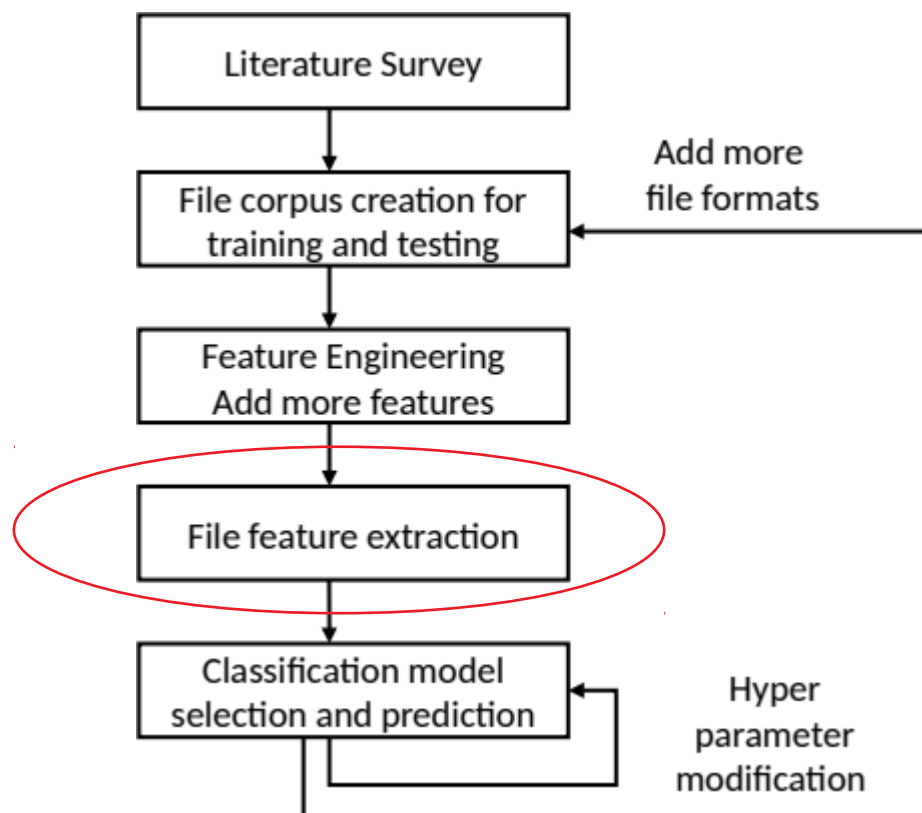 Literature Survey
File corpus creation for
training and testing
Add more
file formats
Feature Engineering
Add more features
File feature extraction
Classification model
selection and prediction
Hyper
parameter
modification